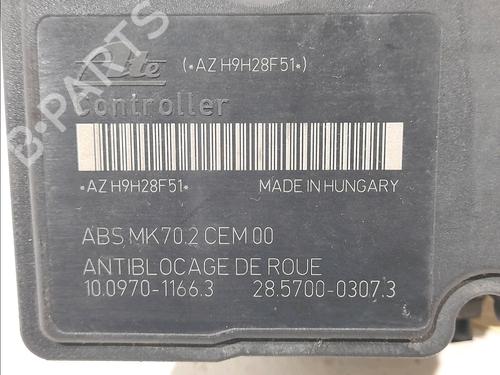 Ate (*AZ H9H28F51*)
Controller
*AZ H9H28F51* MADE IN HUNGARY
ABS MK70.2 CEM 00
ANTIBLOCAGE DE ROUE
10.0970-1166.3 28.5700-0307.3
B-PARTS